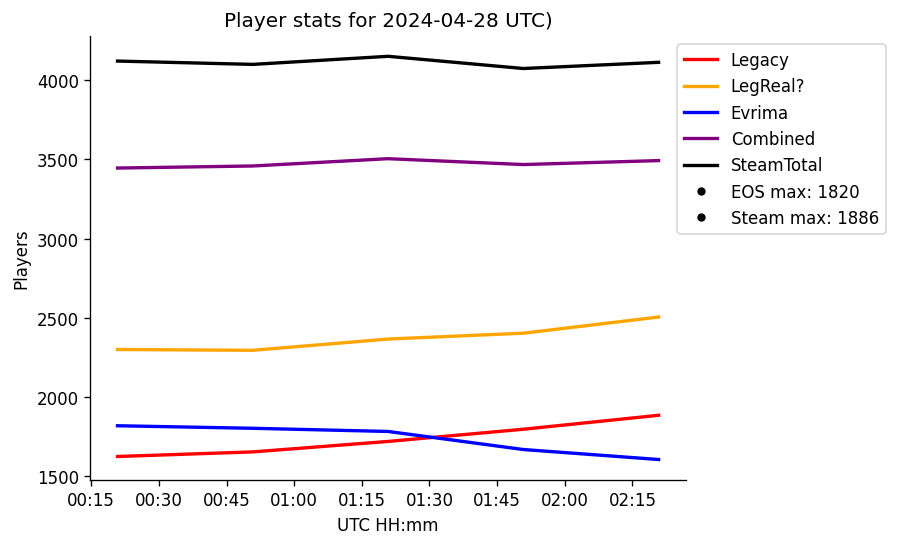 Player stats for 2024-04-28 UTC)
Legacy
LegReal?
Evrima
Combined
SteamTotal
EOS max: 1820
Steam max: 1886
Players
4000
3500
3000
2500
2000
1500
00:15 00:30 00:45 01:00 01:15 01:30 01:45 02:00 02:15
UTC HH:mm